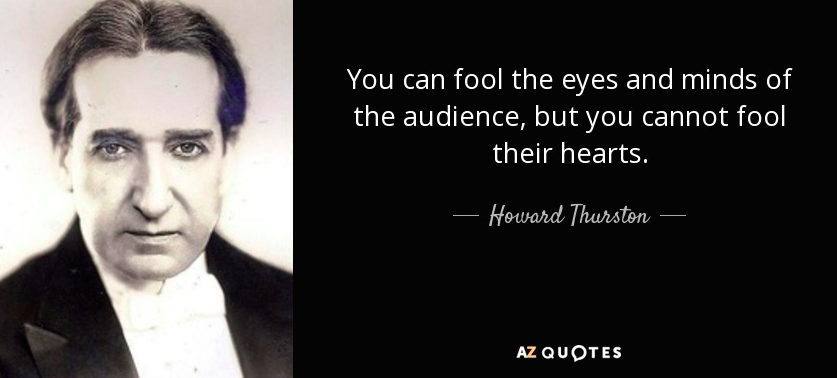 You can fool the eyes and minds of
the audience, but you cannot fool
their hearts.
Howard Thurston
AZ QUOTES